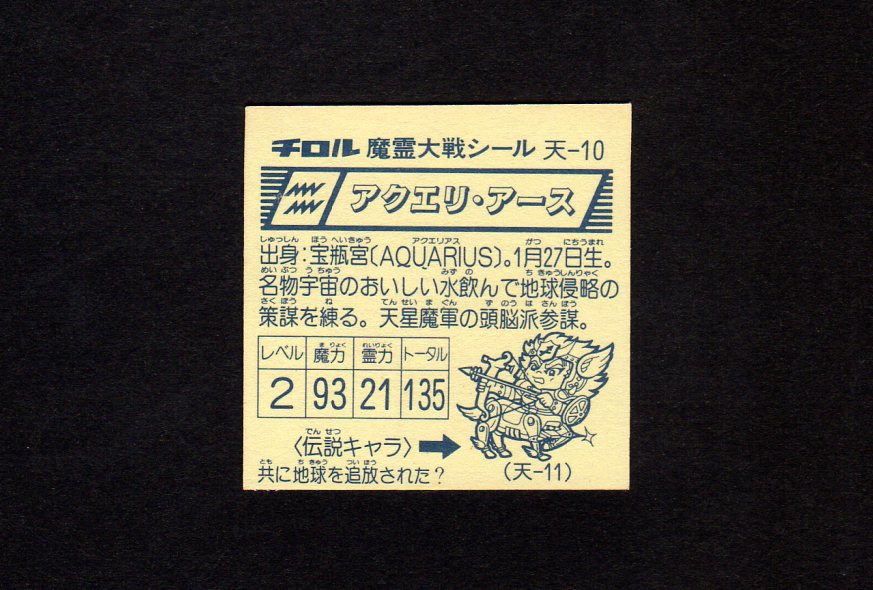 チロル 魔霊大戦シール 天-10
アクエリ・アース
出身:宝瓶宮(AQUARIUS)。1月27日生。
名物宇宙のおいしい水飲んで地球侵略の
策謀を練る。天星魔軍の頭脳派参謀。
レベル 魔力 霊力 トータル
2 93 21 135
〈伝説キャラ〉
共に地球を追放された?
(天-11)